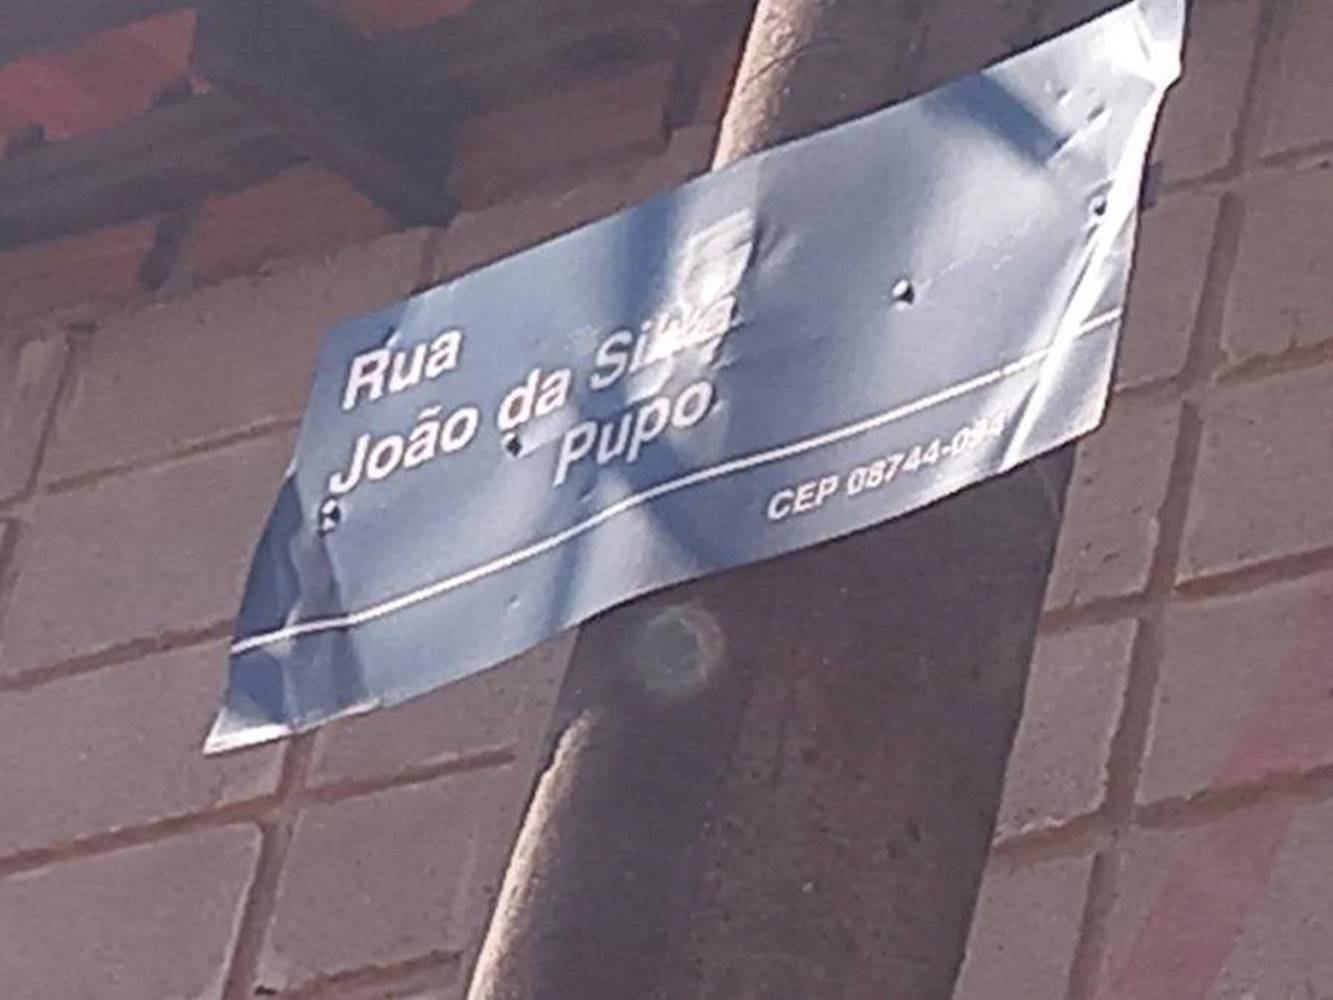 Rua
João da Silva
Pupo
CEP 08744-094